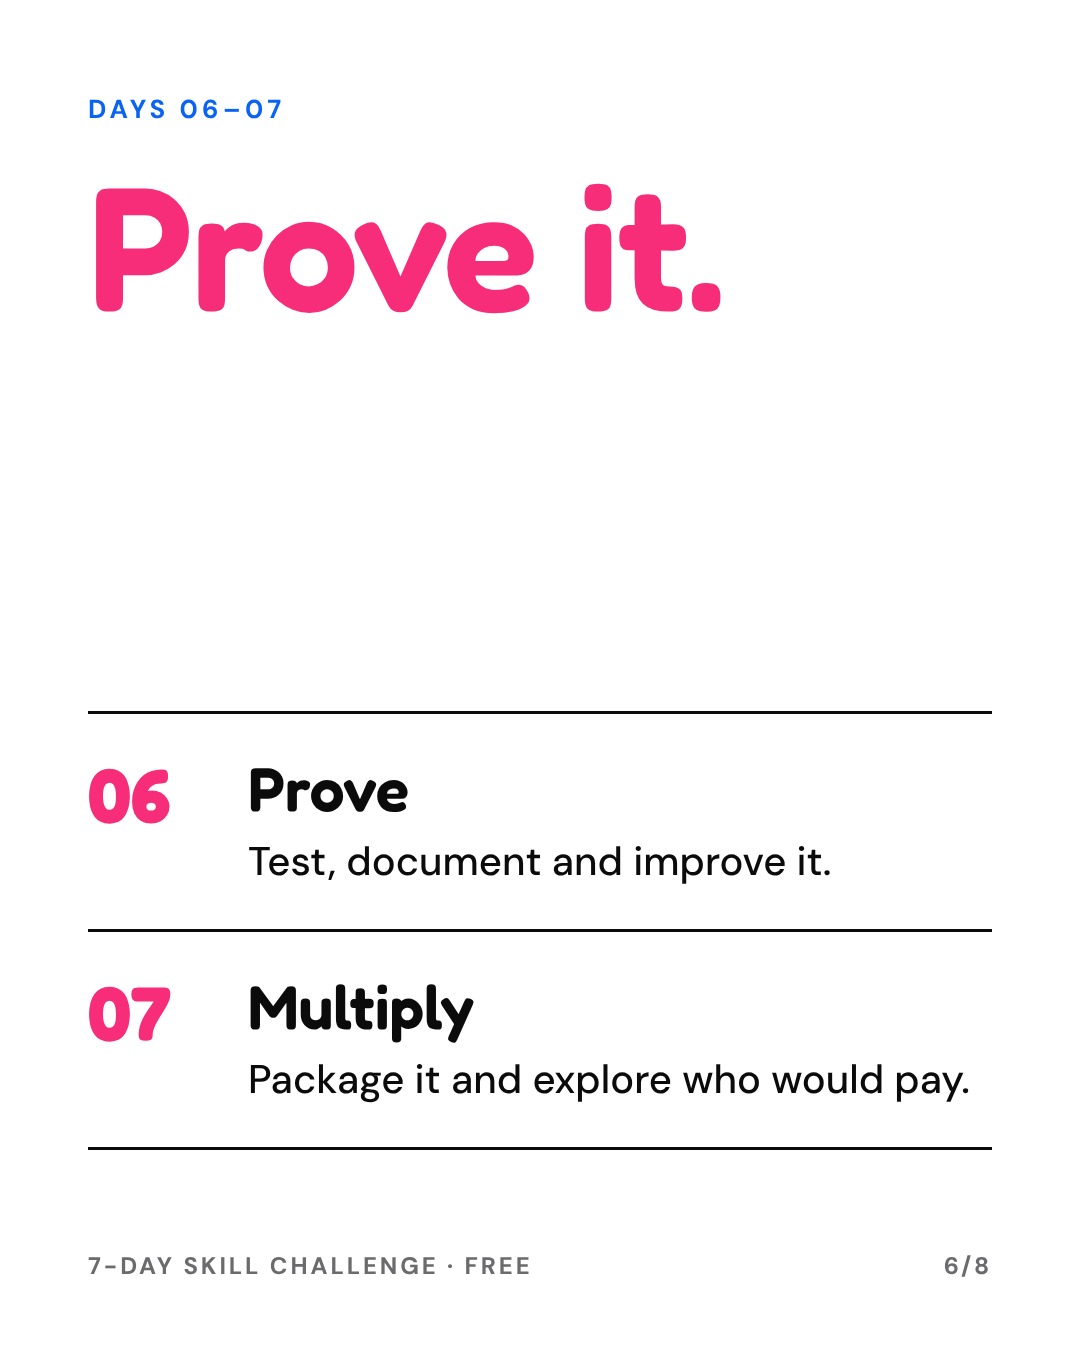 DAYS 06–07
Prove it.
06
Prove
Test, document and improve it.
07
Multiply
Package it and explore who would pay.
7-DAY SKILL CHALLENGE · FREE
6/8